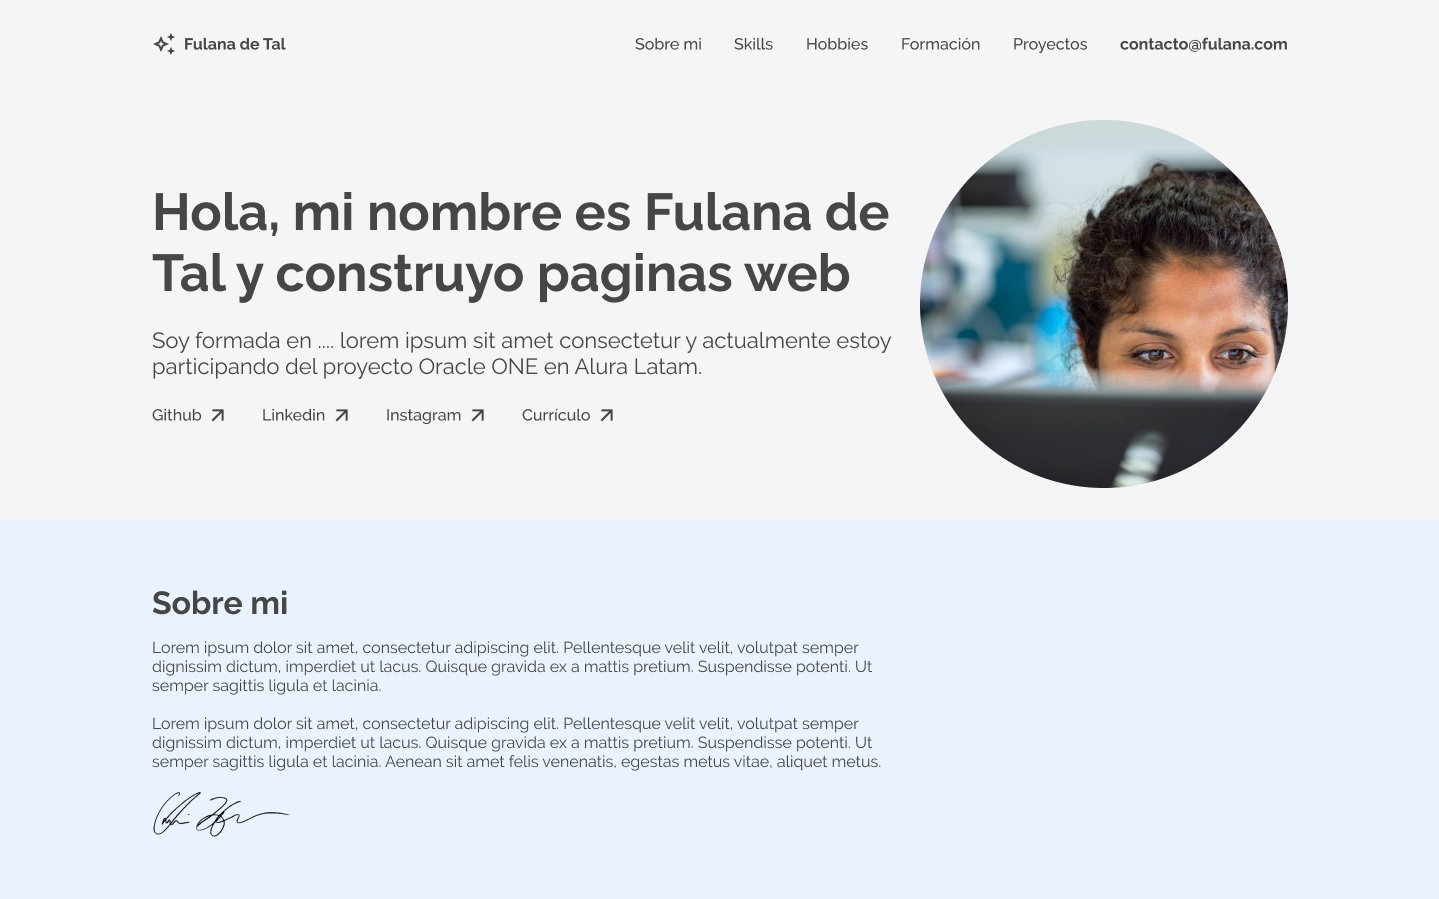 Fulana de Tal
Sobre mi
Skills
Hobbies
Formación
Proyectos
contacto@fulana.com
Hola, mi nombre es Fulana de
Tal y construyo paginas web
Soy formada en .... lorem ipsum sit amet consectetur y actualmente estoy
participando del proyecto Oracle ONE en Alura Latam.
Github
Linkedin
Instagram
Currículo
Sobre mi
Lorem ipsum dolor sit amet, consectetur adipiscing elit. Pellentesque velit velit, volutpat semper
dignissim dictum, imperdiet ut lacus. Quisque gravida ex a mattis pretium. Suspendisse potenti. Ut
semper sagittis ligula et lacinia.
Lorem ipsum dolor sit amet, consectetur adipiscing elit. Pellentesque velit velit, volutpat semper
dignissim dictum, imperdiet ut lacus. Quisque gravida ex a mattis pretium. Suspendisse potenti. Ut
semper sagittis ligula et lacinia. Aenean sit amet felis venenatis, egestas metus vitae, aliquet metus.